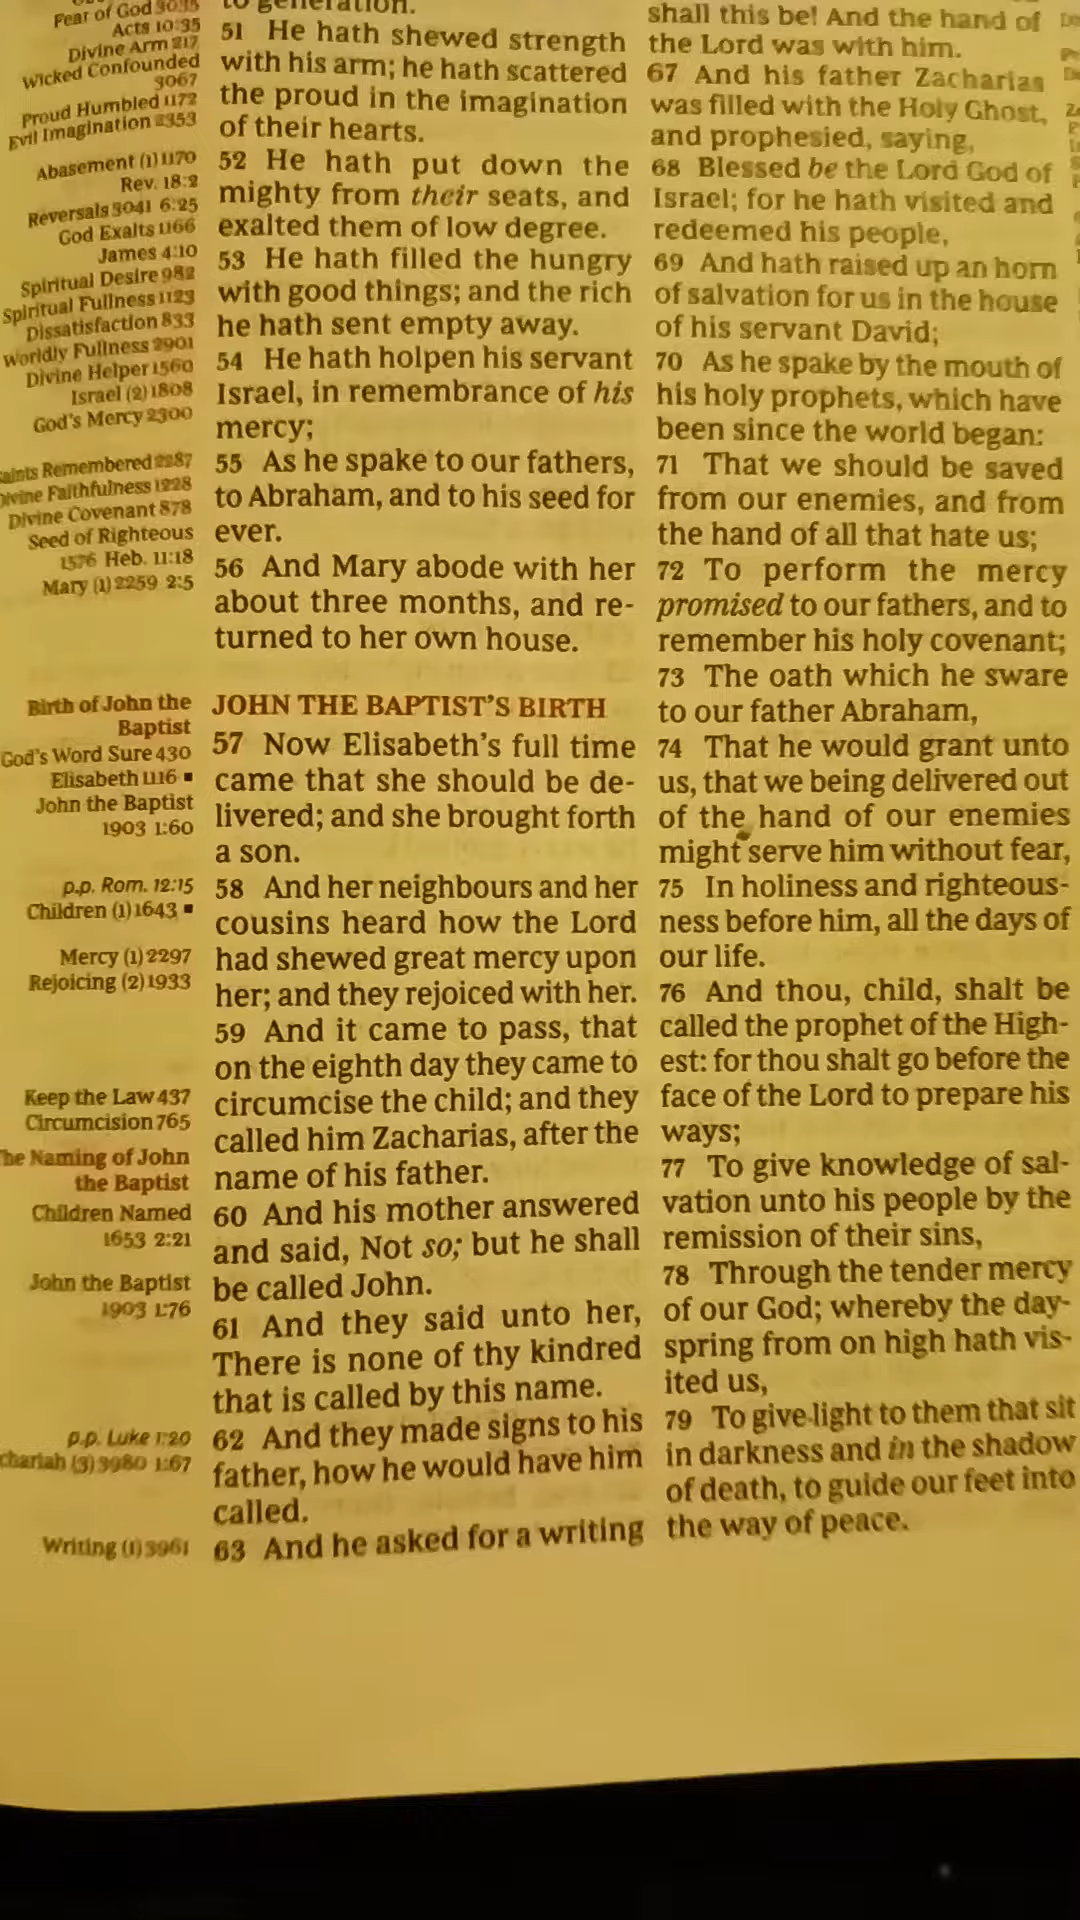 Fear of God 3035
Acts 10:35
Divine Arm 217
Wicked Confounded
3067
Proud Humbled 1172
Evil Imagination 2353
Abasement (1) 1170
Rev. 18:2
Reversals 3041 6:25
God Exalts 1166
James 4:10
Spiritual Desire 982
Spiritual Fullness 1123
Dissatisfaction 833
Worldly Fullness 2901
Divine Helper 1560
Israel (2) 1808
God's Mercy 2300
Remembered 2287
Divine Faithfulness 1228
Divine Covenant 878
Seed of Righteous
1576 Heb. 11:18
Mary (1) 2259 2:5
Birth of John the
Baptist
God's Word Sure 430
Elisabeth 1116 ▪
John the Baptist
1903 1:60
p.p. Rom. 12:15
Children (1) 1643 ▪
Mercy (1) 2297
Rejoicing (2) 1933
Keep the Law 437
Circumcision 765
The Naming of John
the Baptist
Children Named
1653 2:21
John the Baptist
1903 1:76
p.p. Luke 1:20
chariah (3) 3980 1:67
Writing (1) 3961
to generation.
51 He hath shewed strength
with his arm; he hath scattered
the proud in the imagination
of their hearts.
52 He hath put down the
mighty from their seats, and
exalted them of low degree.
53 He hath filled the hungry
with good things; and the rich
he hath sent empty away.
54 He hath holpen his servant
Israel, in remembrance of his
mercy;
55 As he spake to our fathers,
to Abraham, and to his seed for
ever.
56 And Mary abode with her
about three months, and re-
turned to her own house.
JOHN THE BAPTIST'S BIRTH
57 Now Elisabeth's full time
came that she should be de-
livered; and she brought forth
a son.
58 And her neighbours and her
cousins heard how the Lord
had shewed great mercy upon
her; and they rejoiced with her.
59 And it came to pass, that
on the eighth day they came to
circumcise the child; and they
called him Zacharias, after the
name of his father.
60 And his mother answered
and said, Not so; but he shall
be called John.
61 And they said unto her,
There is none of thy kindred
that is called by this name.
62 And they made signs to his
father, how he would have him
called.
63 And he asked for a writing
shall this be! And the hand of
the Lord was with him.
67 And his father Zacharias
was filled with the Holy Ghost,
and prophesied, saying,
68 Blessed be the Lord God of
Israel; for he hath visited and
redeemed his people,
69 And hath raised up an horn
of salvation for us in the house
of his servant David;
70 As he spake by the mouth of
his holy prophets, which have
been since the world began:
71 That we should be saved
from our enemies, and from
the hand of all that hate us;
72 To perform the mercy
promised to our fathers, and to
remember his holy covenant;
73 The oath which he sware
to our father Abraham,
74 That he would grant unto
us, that we being delivered out
of the hand of our enemies
might serve him without fear,
75 In holiness and righteous-
ness before him, all the days of
our life.
76 And thou, child, shalt be
called the prophet of the High-
est: for thou shalt go before the
face of the Lord to prepare his
ways;
77 To give knowledge of sal-
vation unto his people by the
remission of their sins,
78 Through the tender mercy
of our God; whereby the day-
spring from on high hath vis-
ited us,
79 To give light to them that sit
in darkness and in the shadow
of death, to guide our feet into
the way of peace.